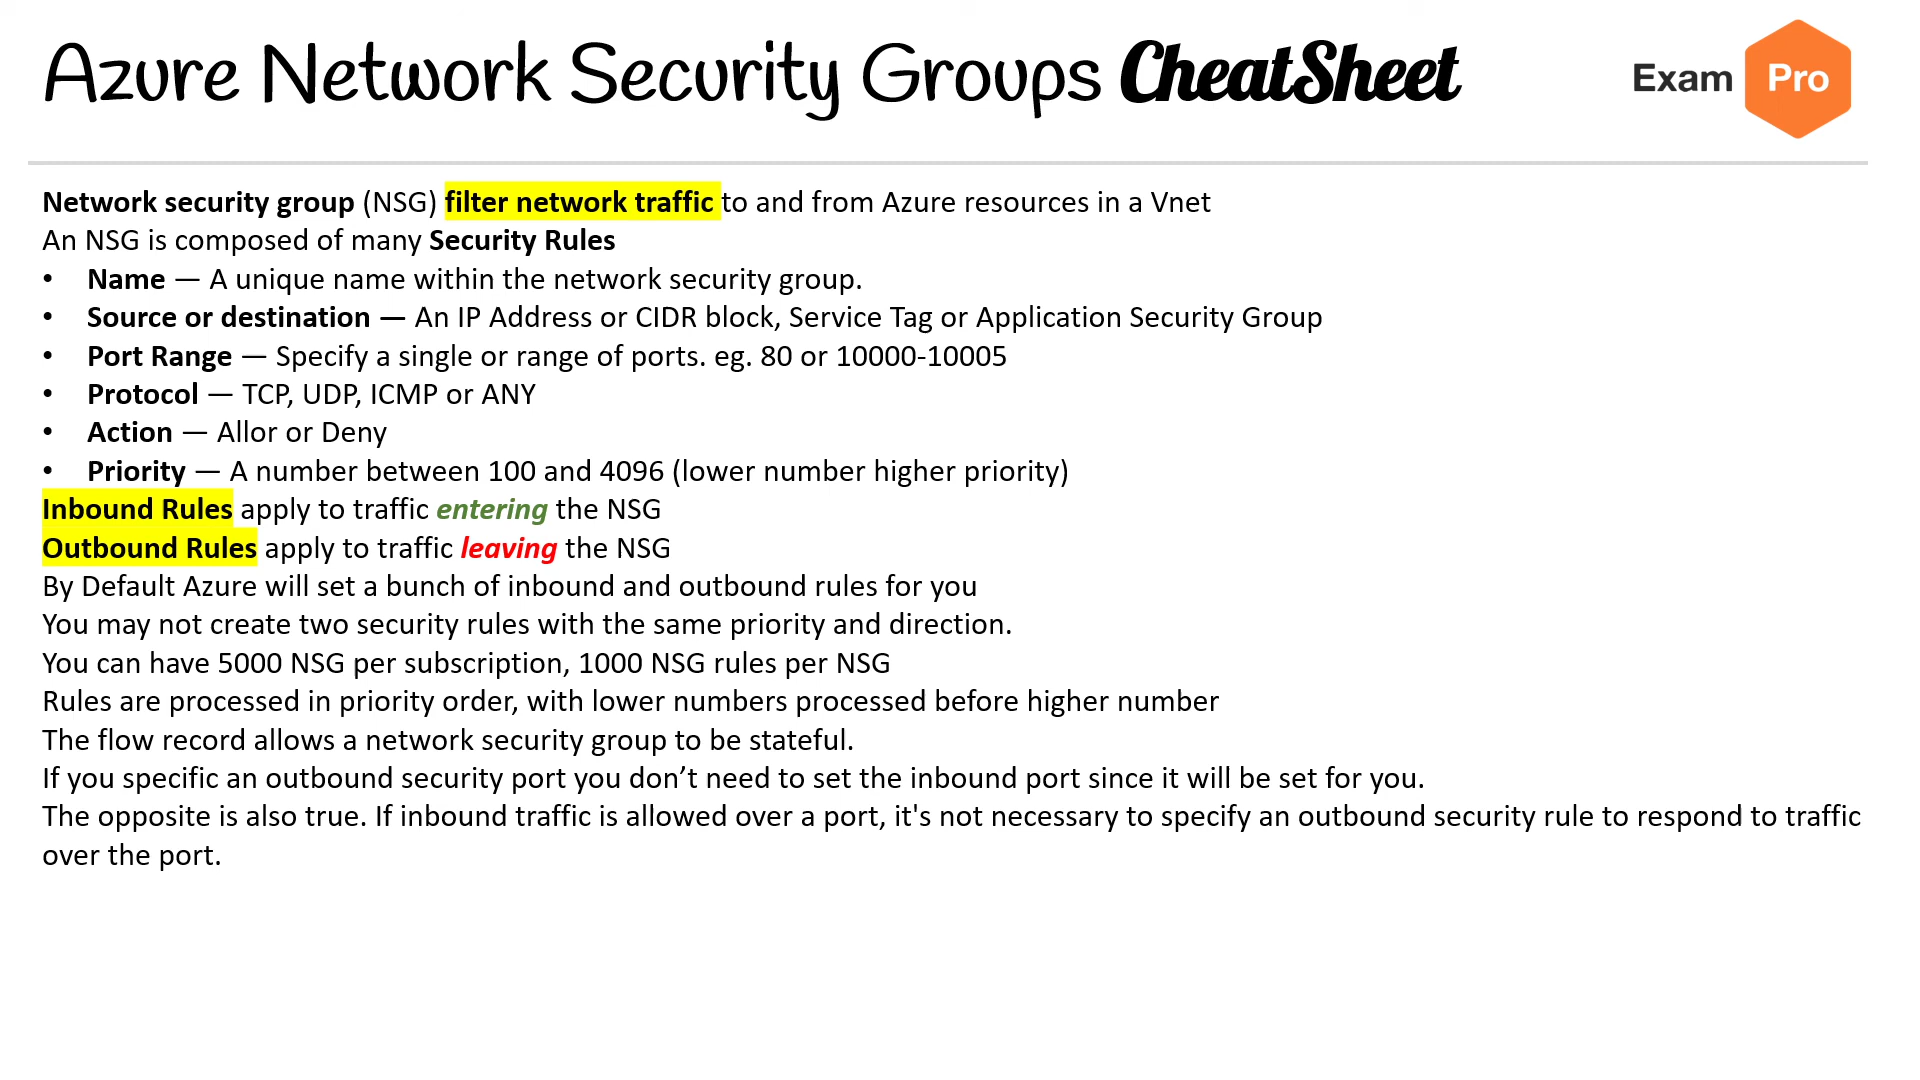 Azure Network Security Groups CheatSheet
Exam Pro
Network security group (NSG) filter network traffic to and from Azure resources in a Vnet
An NSG is composed of many Security Rules
• Name — A unique name within the network security group.
• Source or destination — An IP Address or CIDR block, Service Tag or Application Security Group
• Port Range — Specify a single or range of ports. eg. 80 or 10000-10005
• Protocol — TCP, UDP, ICMP or ANY
• Action — Allor or Deny
• Priority — A number between 100 and 4096 (lower number higher priority)
Inbound Rules apply to traffic entering the NSG
Outbound Rules apply to traffic leaving the NSG
By Default Azure will set a bunch of inbound and outbound rules for you
You may not create two security rules with the same priority and direction.
You can have 5000 NSG per subscription, 1000 NSG rules per NSG
Rules are processed in priority order, with lower numbers processed before higher number
The flow record allows a network security group to be stateful.
If you specific an outbound security port you don’t need to set the inbound port since it will be set for you.
The opposite is also true. If inbound traffic is allowed over a port, it's not necessary to specify an outbound security rule to respond to traffic
over the port.